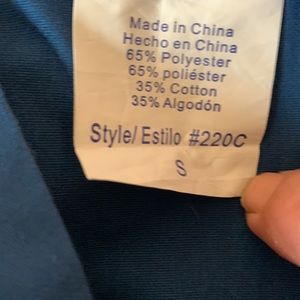 Made in China
Hecho en China
65% Polyester
65% poliéster
35% Cotton
35% Algodón
Style/ Estilo #220C
S